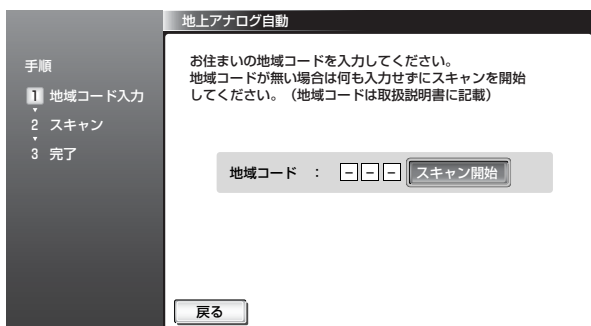 地上アナログ自動
手順
1 地域コード入力
2 スキャン
3 完了
お住まいの地域コードを入力してください。
地域コードが無い場合は何も入力せずにスキャンを開始
してください。（地域コードは取扱説明書に記載）
地域コード ： － － － スキャン開始
戻る